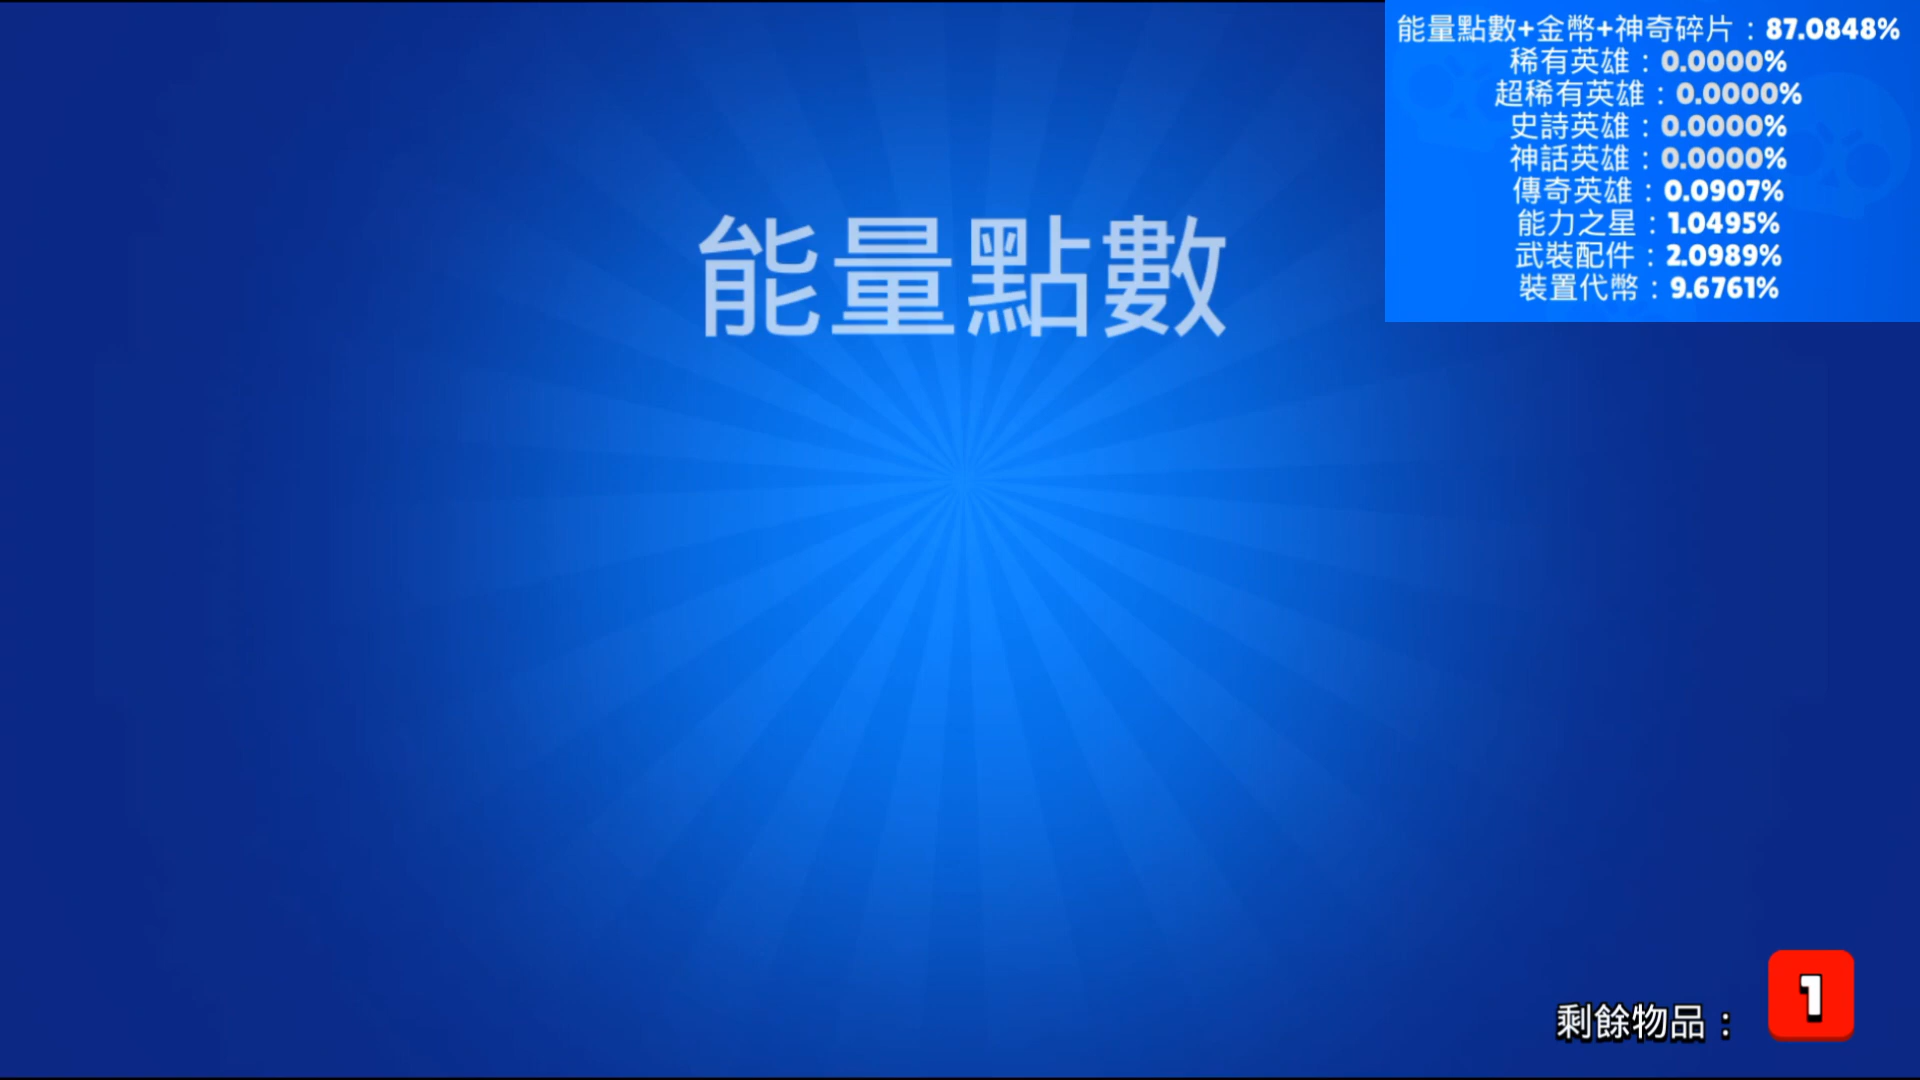 能量點數+金幣+神奇碎片：87.0848%
稀有英雄：0.0000%
超稀有英雄：0.0000%
史詩英雄：0.0000%
神話英雄：0.0000%
傳奇英雄：0.0907%
能力之星：1.0495%
武裝配件：2.0989%
裝置代幣：9.6761%
能量點數
剩餘物品：1